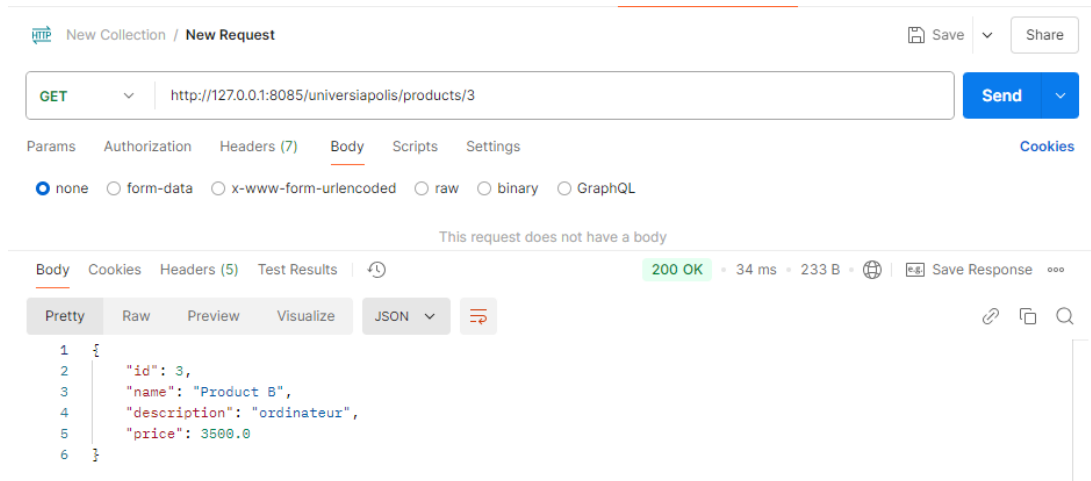 HTTP New Collection / New Request Save Share
GET http://127.0.0.1:8085/universiapolis/products/3 Send
Params Authorization Headers (7) Body Scripts Settings Cookies
none form-data x-www-form-urlencoded raw binary GraphQL
This request does not have a body
Body Cookies Headers (5) Test Results 200 OK • 34 ms • 233 B • e.g. Save Response
Pretty Raw Preview Visualize JSON
1 {
2 "id": 3,
3 "name": "Product B",
4 "description": "ordinateur",
5 "price": 3500.0
6 }